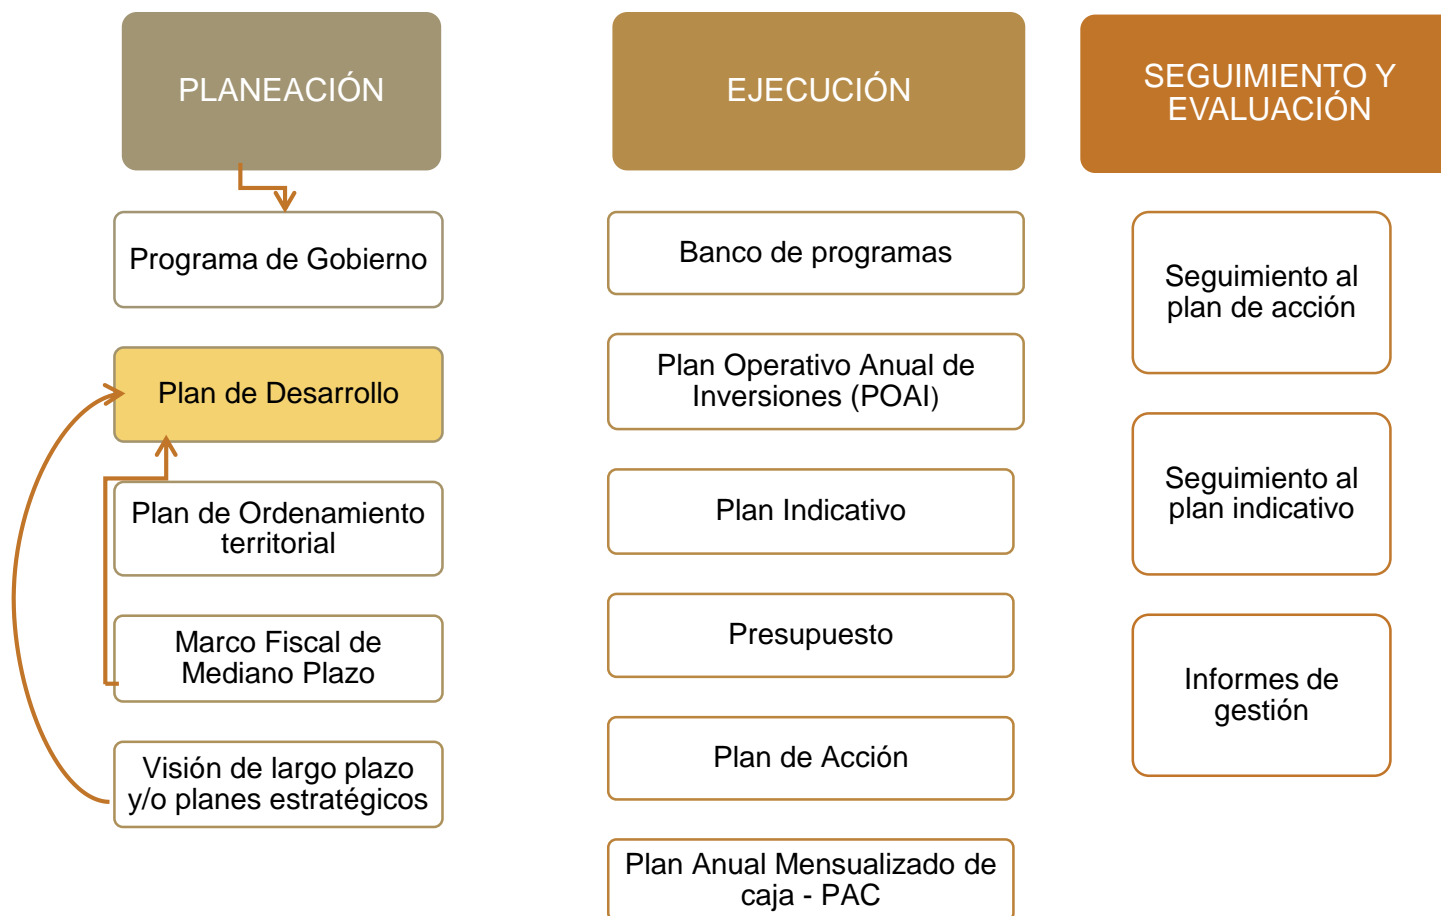 PLANEACIÓN
Programa de Gobierno
Plan de Desarrollo
Plan de Ordenamiento
territorial
Marco Fiscal de
Mediano Plazo
Visión de largo plazo
y/o planes estratégicos
EJECUCIÓN
Banco de programas
Plan Operativo Anual de
Inversiones (POAI)
Plan Indicativo
Presupuesto
Plan de Acción
Plan Anual Mensualizado de
caja - PAC
SEGUIMIENTO Y
EVALUACIÓN
Seguimiento al
plan de acción
Seguimiento al
plan indicativo
Informes de
gestión